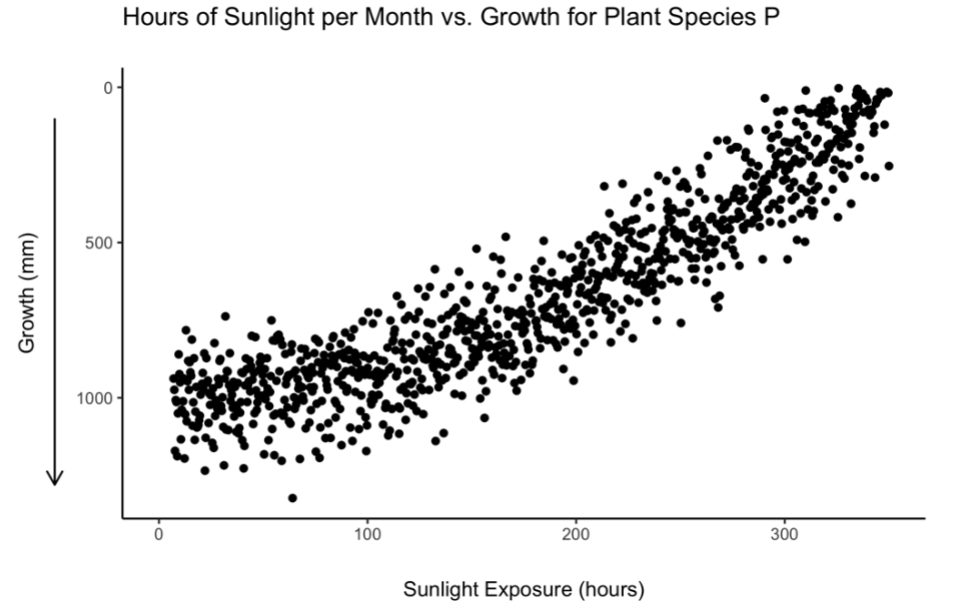 Hours of Sunlight per Month vs. Growth for Plant Species P
0
500
1000
Growth (mm)
0 100 200 300
Sunlight Exposure (hours)